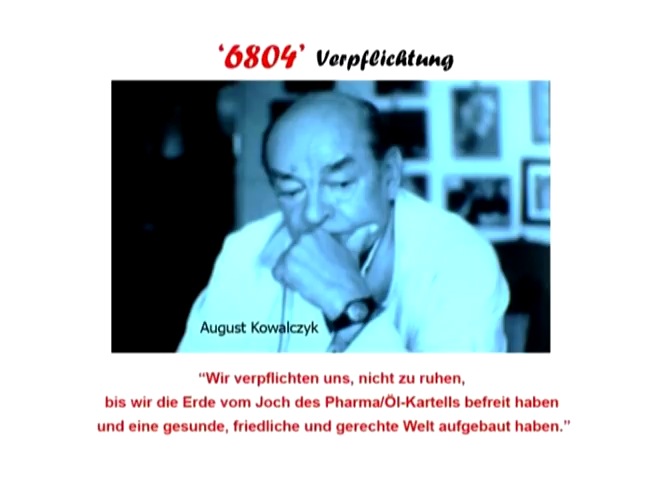 ‘6804’ Verpflichtung
August Kowalczyk
“Wir verpflichten uns, nicht zu ruhen,
bis wir die Erde vom Joch des Pharma/Öl-Kartells befreit haben
und eine gesunde, friedliche und gerechte Welt aufgebaut haben.”